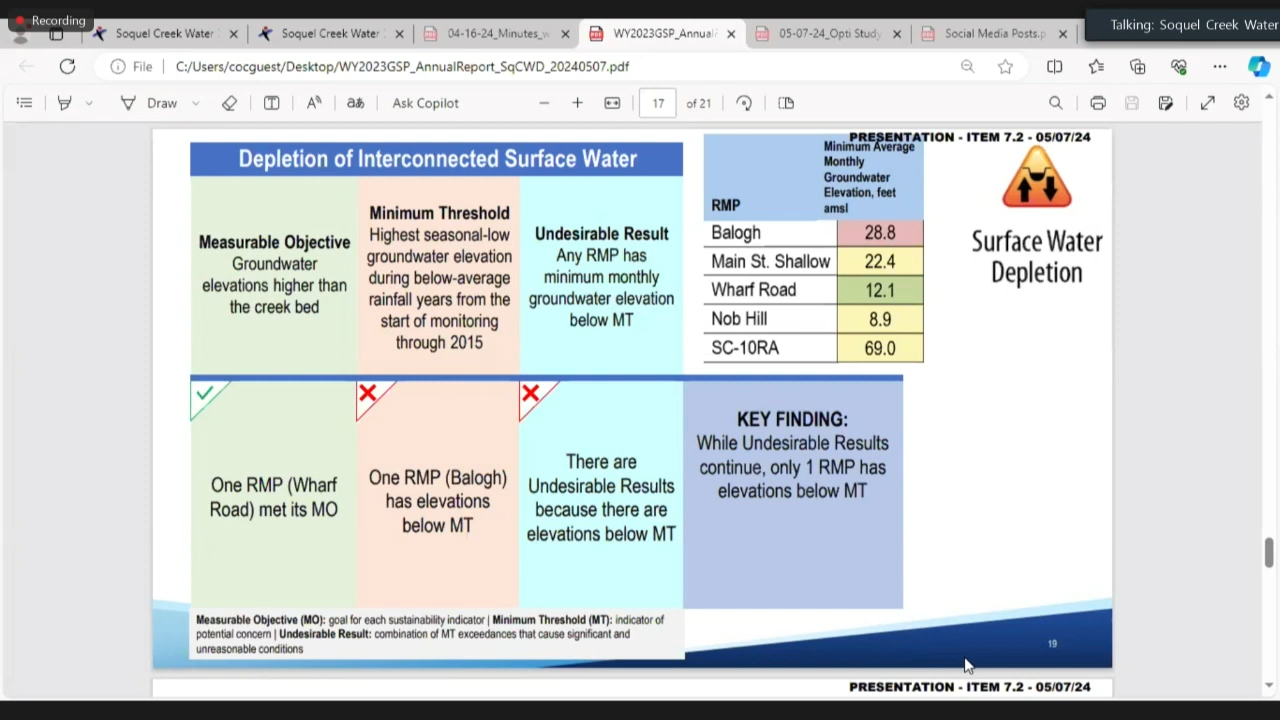 Recording
Talking: Soquel Creek Water
Soquel Creek Water
Soquel Creek Water
04-16-24_Minutes_w
WY2023GSP_Annual
05-07-24_Opti Study
Social Media Posts.p
File
C:/Users/cocguest/Desktop/WY2023GSP_AnnualReport_SqCWD_20240507.pdf
Draw
Ask Copilot
17
of 21
PRESENTATION - ITEM 7.2 - 05/07/24
Depletion of Interconnected Surface Water
Measurable Objective
Groundwater
elevations higher than
the creek bed
Minimum Threshold
Highest seasonal-low
groundwater elevation
during below-average
rainfall years from the
start of monitoring
through 2015
Undesirable Result
Any RMP has
minimum monthly
groundwater elevation
below MT
RMP
Minimum Average
Monthly
Groundwater
Elevation, feet
amsl
Balogh 28.8
Main St. Shallow 22.4
Wharf Road 12.1
Nob Hill 8.9
SC-10RA 69.0
Surface Water
Depletion
One RMP (Wharf
Road) met its MO
One RMP (Balogh)
has elevations
below MT
There are
Undesirable Results
because there are
elevations below MT
KEY FINDING:
While Undesirable Results
continue, only 1 RMP has
elevations below MT
Measurable Objective (MO): goal for each sustainability indicator | Minimum Threshold (MT): indicator of
potential concern | Undesirable Result: combination of MT exceedances that cause significant and
unreasonable conditions
19
PRESENTATION - ITEM 7.2 - 05/07/24